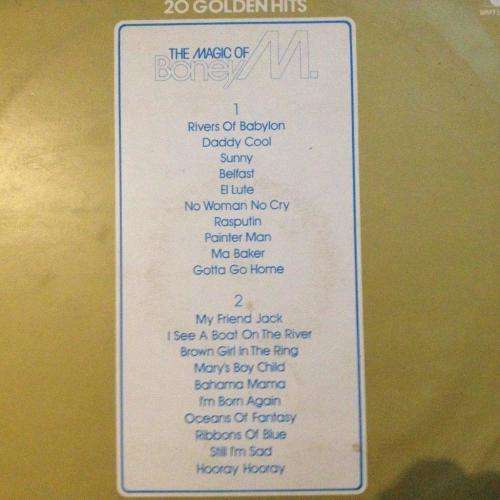 20 GOLDEN HITS
THE MAGIC OF
Boney M.
1
Rivers Of Babylon
Daddy Cool
Sunny
Belfast
El Lute
No Woman No Cry
Rasputin
Painter Man
Ma Baker
Gotta Go Home
2
My Friend Jack
I See A Boat On The River
Brown Girl In The Ring
Mary's Boy Child
Bahama Mama
I'm Born Again
Oceans Of Fantasy
Ribbons Of Blue
Still I'm Sad
Hooray Hooray